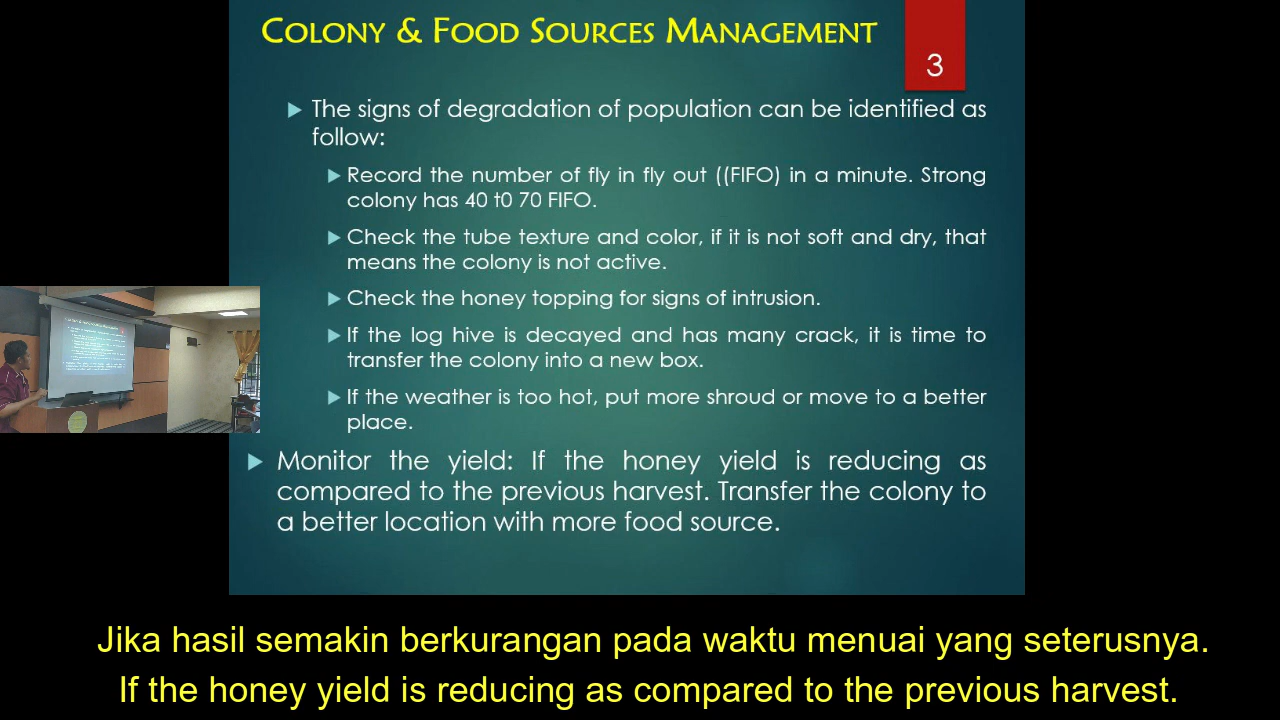 COLONY & FOOD SOURCES MANAGEMENT
3
The signs of degradation of population can be identified as
follow:
Record the number of fly in fly out ((FIFO) in a minute. Strong
colony has 40 t0 70 FIFO.
Check the tube texture and color, if it is not soft and dry, that
means the colony is not active.
Check the honey topping for signs of intrusion.
If the log hive is decayed and has many crack, it is time to
transfer the colony into a new box.
If the weather is too hot, put more shroud or move to a better
place.
Monitor the yield: If the honey yield is reducing as
compared to the previous harvest. Transfer the colony to
a better location with more food source.
Jika hasil semakin berkurangan pada waktu menuai yang seterusnya.
If the honey yield is reducing as compared to the previous harvest.